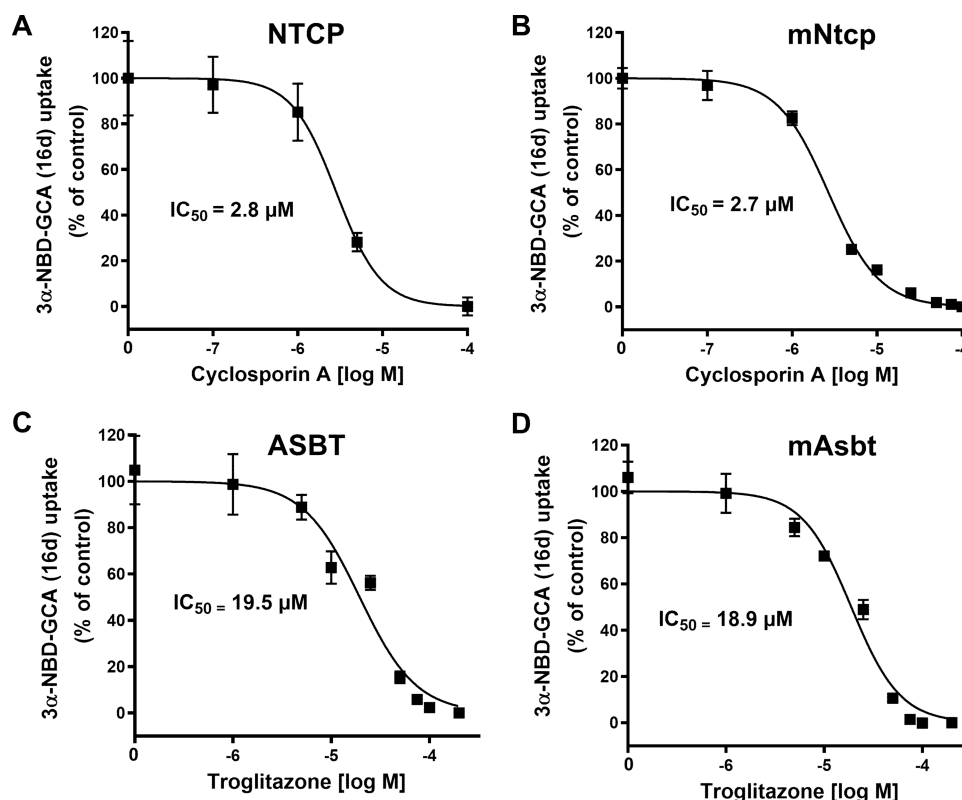 A
NTCP
3α-NBD-GCA (16d) uptake
(% of control)
120
100
80
60
40
20
0
IC50 = 2.8 µM
0
-7
-6
-5
-4
Cyclosporin A [log M]
B
mNtcp
3α-NBD-GCA (16d) uptake
(% of control)
120
100
80
60
40
20
0
IC50 = 2.7 µM
0
-7
-6
-5
-4
Cyclosporin A [log M]
C
ASBT
3α-NBD-GCA (16d) uptake
(% of control)
120
100
80
60
40
20
0
IC50 = 19.5 µM
0
-6
-5
-4
Troglitazone [log M]
D
mAsbt
3α-NBD-GCA (16d) uptake
(% of control)
120
100
80
60
40
20
0
IC50 = 18.9 µM
0
-6
-5
-4
Troglitazone [log M]